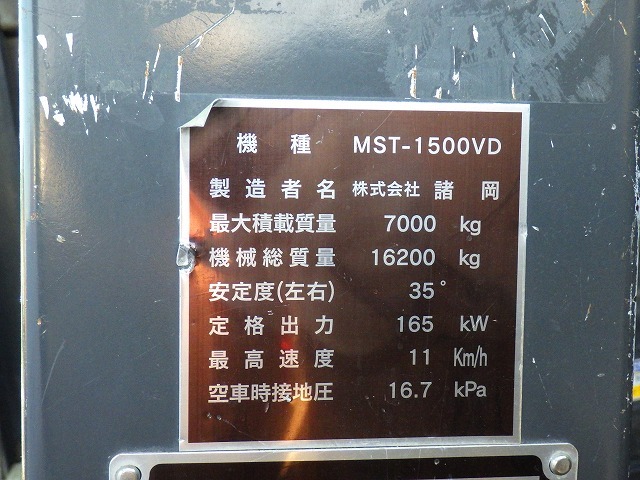 機種 MST-1500VD
製造者名 株式会社 諸岡
最大積載質量 7000 kg
機械総質量 16200 kg
安定度(左右) 35°
定格出力 165 kW
最高速度 11 Km/h
空車時接地圧 16.7 kPa